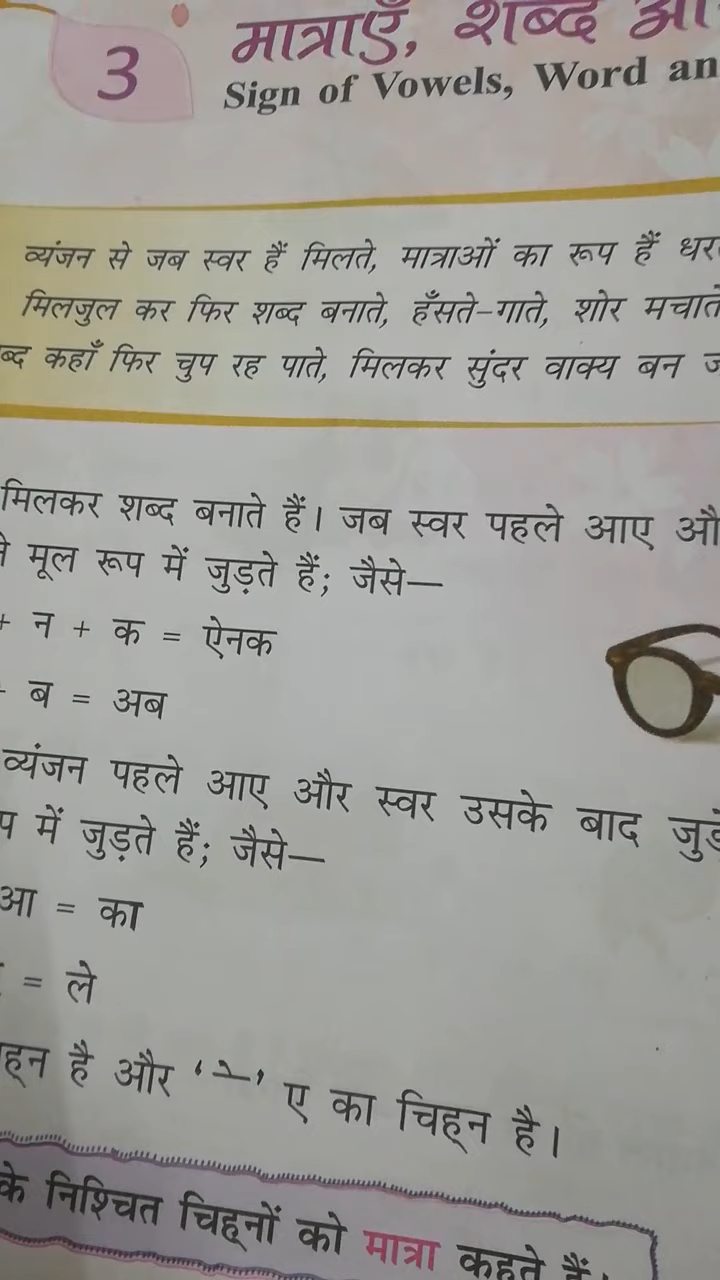 3
मात्राएँ, शब्द
Sign of Vowels, Word
व्यंजन से जब स्वर हैं मिलते, मात्राओं का रूप हैं
मिलजुल कर फिर शब्द बनाते, हँसते-गाते, शोर मचाते
कहाँ फिर चुप रह पाते, मिलकर सुंदर वाक्य बन
मिलकर शब्द बनाते हैं। जब स्वर पहले आए
मूल रूप में जुड़ते हैं; जैसे—
+ न + क = ऐनक
ब = अब
व्यंजन पहले आए और स्वर उसके बाद
में जुड़ते हैं; जैसे—
आ = का
= ले
है और ‘े’ ए का चिह्न है।
के निश्चित चिह्नों को मात्रा कहते हैं।